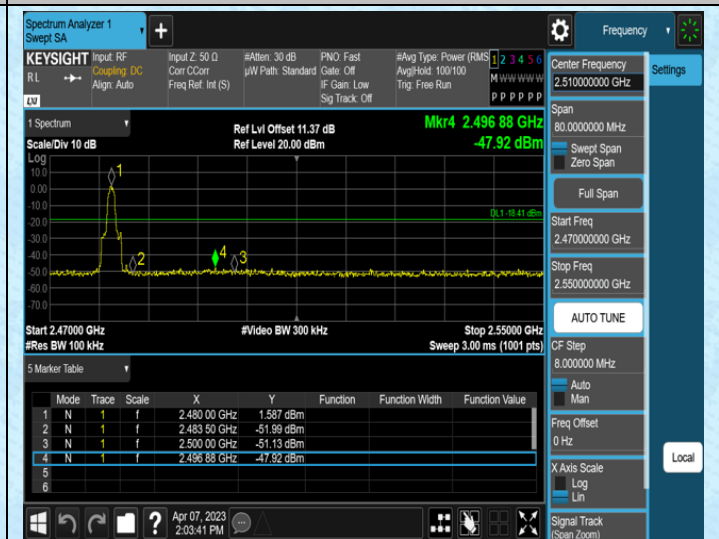 Spectrum Analyzer 1
Swept SA
+
Frequency
KEYSIGHT
RL
LXI
Input: RF
Coupling: DC
Align: Auto
Input Z: 50 Ω
Corr CCorr
Freq Ref: Int (S)
#Atten: 30 dB
µW Path: Standard
PNO: Fast
Gate: Off
IF Gain: Low
Sig Track: Off
#Avg Type: Power (RMS
Avg|Hold: 100/100
Trig: Free Run
1 2 3 4 5 6
M W W W W W
P P P P P P
1 Spectrum
Scale/Div 10 dB
Ref Lvl Offset 11.37 dB
Ref Level 20.00 dBm
Mkr4 2.496 88 GHz
-47.92 dBm
Log
10.0
0.00
-10.0
-20.0
-30.0
-40.0
-50.0
-60.0
-70.0
1
2
4
3
DL1 -18.41 dBm
Start 2.47000 GHz
#Res BW 100 kHz
#Video BW 300 kHz
Stop 2.55000 GHz
Sweep 3.00 ms (1001 pts)
5 Marker Table
Mode Trace Scale X Y Function Function Width Function Value
1 N 1 f 2.480 00 GHz 1.587 dBm
2 N 1 f 2.483 50 GHz -51.99 dBm
3 N 1 f 2.500 00 GHz -51.13 dBm
4 N 1 f 2.496 88 GHz -47.92 dBm
5
6
?
Apr 07, 2023
2:03:41 PM
Center Frequency
2.510000000 GHz
Settings
Span
80.0000000 MHz
Swept Span
Zero Span
Full Span
Start Freq
2.470000000 GHz
Stop Freq
2.550000000 GHz
AUTO TUNE
CF Step
8.000000 MHz
Auto
Man
Freq Offset
0 Hz
Local
X Axis Scale
Log
Lin
Signal Track
(Span Zoom)